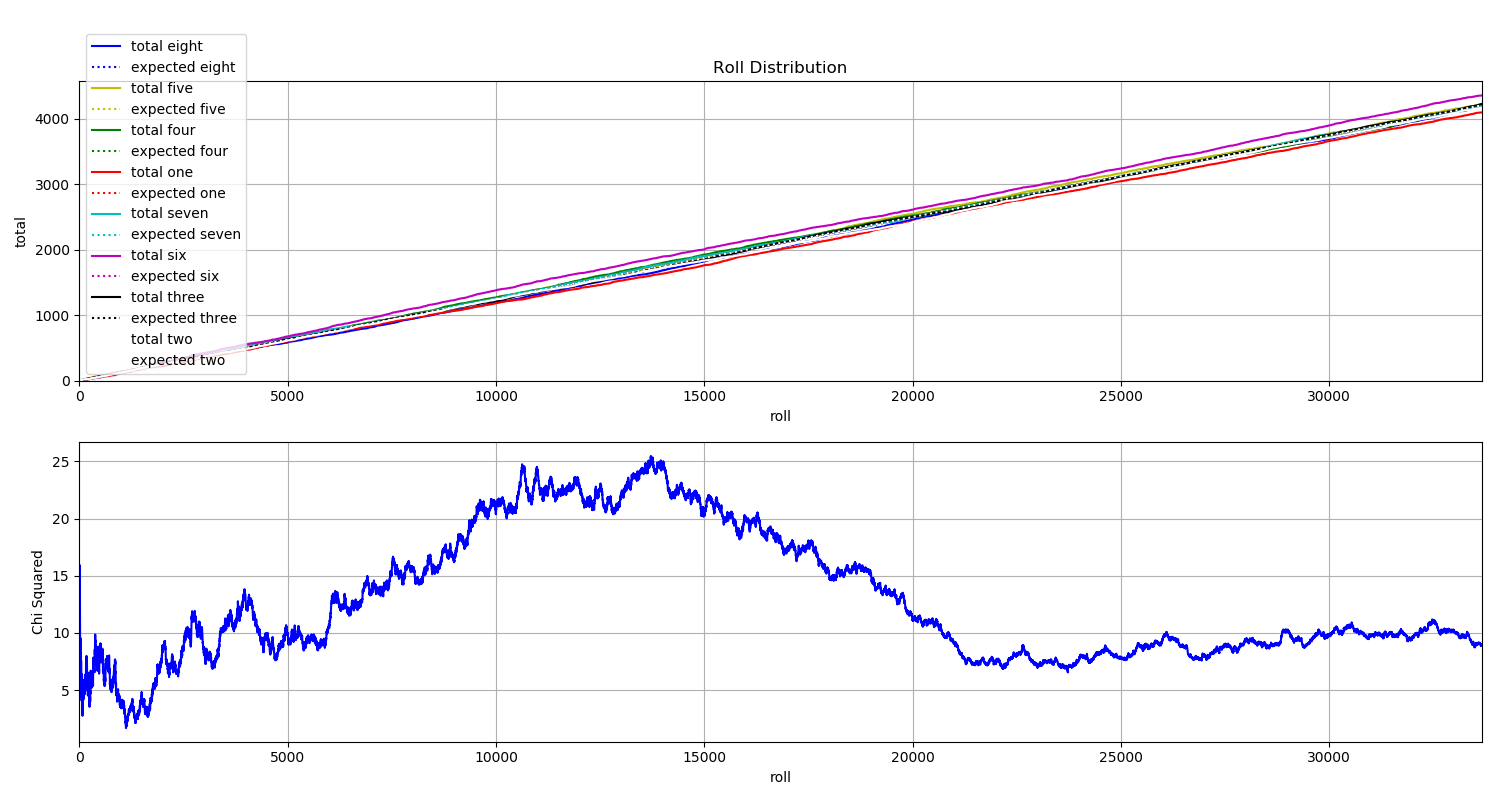 total eight
expected eight
Roll Distribution
total five
expected five
4000
total four
expected four
total one
3000
expected one
total seven
total
expected seven
2000
total six
expected six
total three
1000
expected three
total two
expected two
0
0 5000 10000 15000 20000 25000 30000
roll
25
20
15
Chi Squared
10
5
0 5000 10000 15000 20000 25000 30000
roll